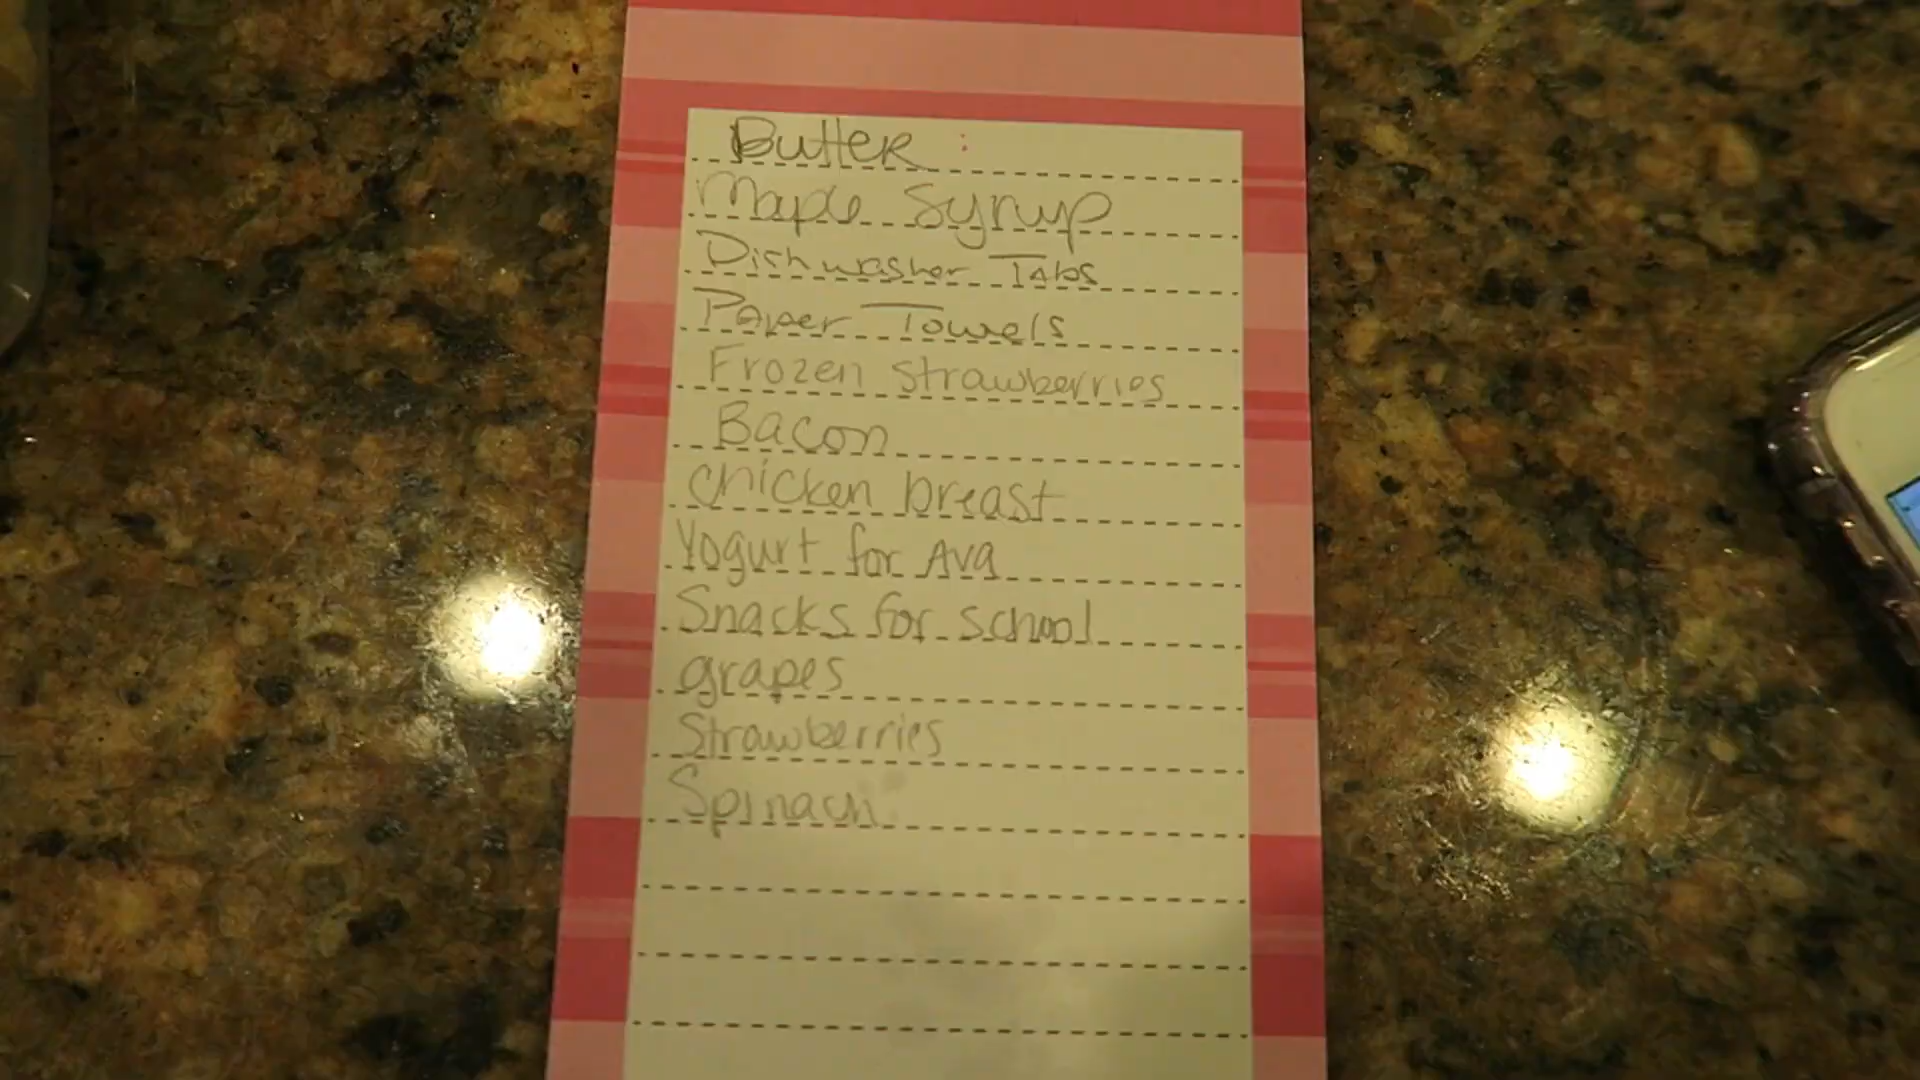 Butter
Maple Syrup
Dishwasher Tabs
Paper Towels
Frozen strawberries
Bacon
chicken breast
Yogurt for Ava
Snacks for school
grapes
Strawberries
Spinach